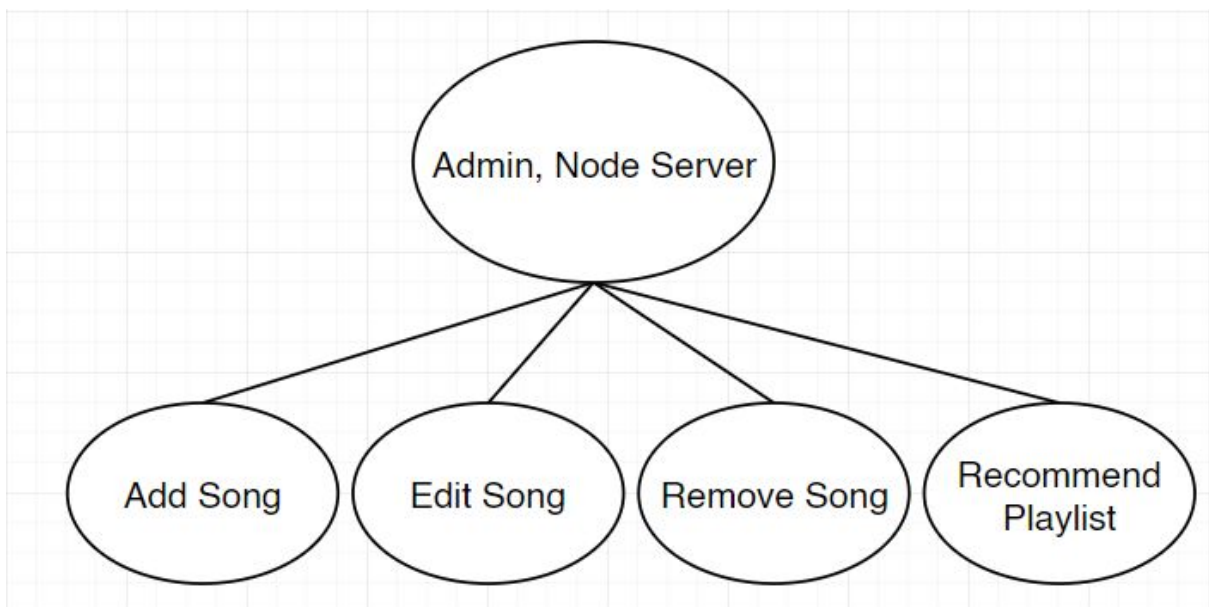 Admin, Node Server
Add Song
Edit Song
Remove Song
Recommend
Playlist